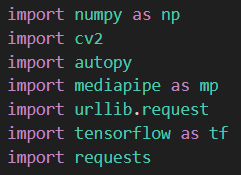 import numpy as np
import cv2
import autopy
import mediapipe as mp
import urllib.request
import tensorflow as tf
import requests